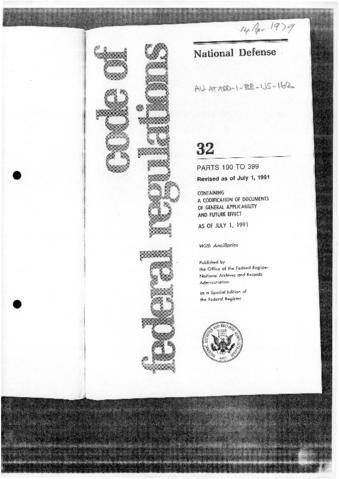 14 Apr 1979
National Defense
code of
federal regulations
32
PARTS 190 TO 399
Revised as of July 1, 1991
CONTAINING
A CODIFICATION OF DOCUMENTS
OF GENERAL APPLICABILITY
AND FUTURE EFFECT
AS OF JULY 1, 1991
With Ancillaries
Published by
the Office of the Federal Register
National Archives and Records
Administration
as a Special Edition of
the Federal Register